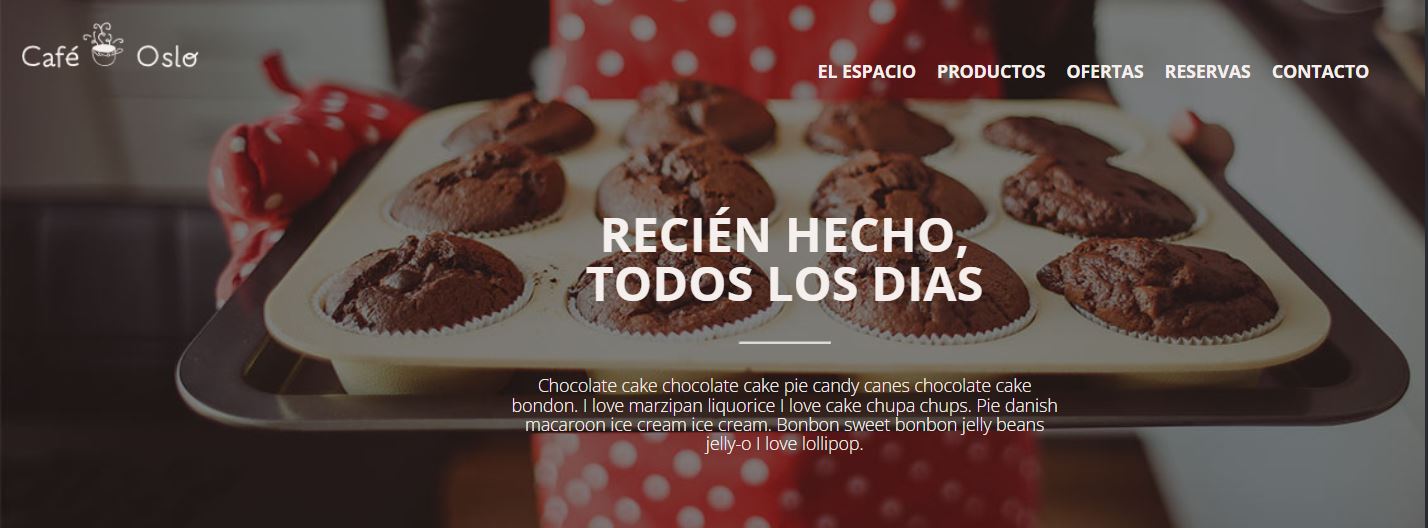 Café Oslo
EL ESPACIO PRODUCTOS OFERTAS RESERVAS CONTACTO
RECIÉN HECHO,
TODOS LOS DIAS
Chocolate cake chocolate cake pie candy canes chocolate cake
bondon. I love marzipan liquorice I love cake chupa chups. Pie danish
macaroon ice cream ice cream. Bonbon sweet bonbon jelly beans
jelly-o I love lollipop.